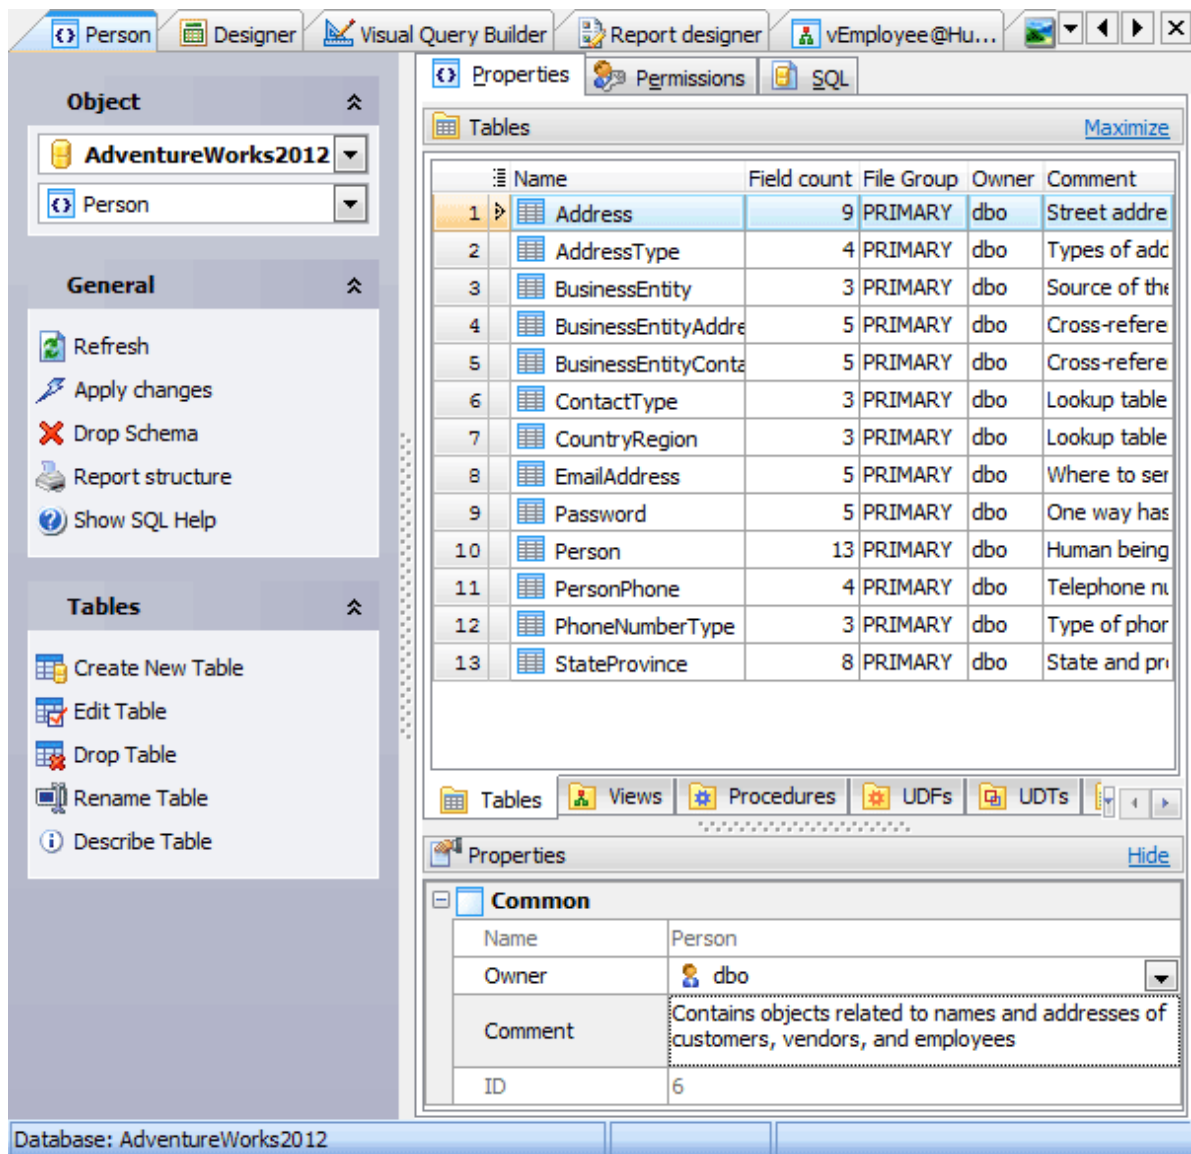 Person Designer Visual Query Builder Report designer vEmployee@Hu...
Properties Permissions SQL
Object
AdventureWorks2012
Person
General
Refresh
Apply changes
Drop Schema
Report structure
Show SQL Help
Tables
Create New Table
Edit Table
Drop Table
Rename Table
Describe Table
Tables Maximize
Name Field count File Group Owner Comment
1 Address 9 PRIMARY dbo Street addre
2 AddressType 4 PRIMARY dbo Types of add
3 BusinessEntity 3 PRIMARY dbo Source of the
4 BusinessEntityAddre 5 PRIMARY dbo Cross-refere
5 BusinessEntityConta 5 PRIMARY dbo Cross-refere
6 ContactType 3 PRIMARY dbo Lookup table
7 CountryRegion 3 PRIMARY dbo Lookup table
8 EmailAddress 5 PRIMARY dbo Where to ser
9 Password 5 PRIMARY dbo One way has
10 Person 13 PRIMARY dbo Human being
11 PersonPhone 4 PRIMARY dbo Telephone nu
12 PhoneNumberType 3 PRIMARY dbo Type of phor
13 StateProvince 8 PRIMARY dbo State and pro
Tables Views Procedures UDFs UDTs
Properties Hide
Common
Name Person
Owner dbo
Comment Contains objects related to names and addresses of
customers, vendors, and employees
ID 6
Database: AdventureWorks2012